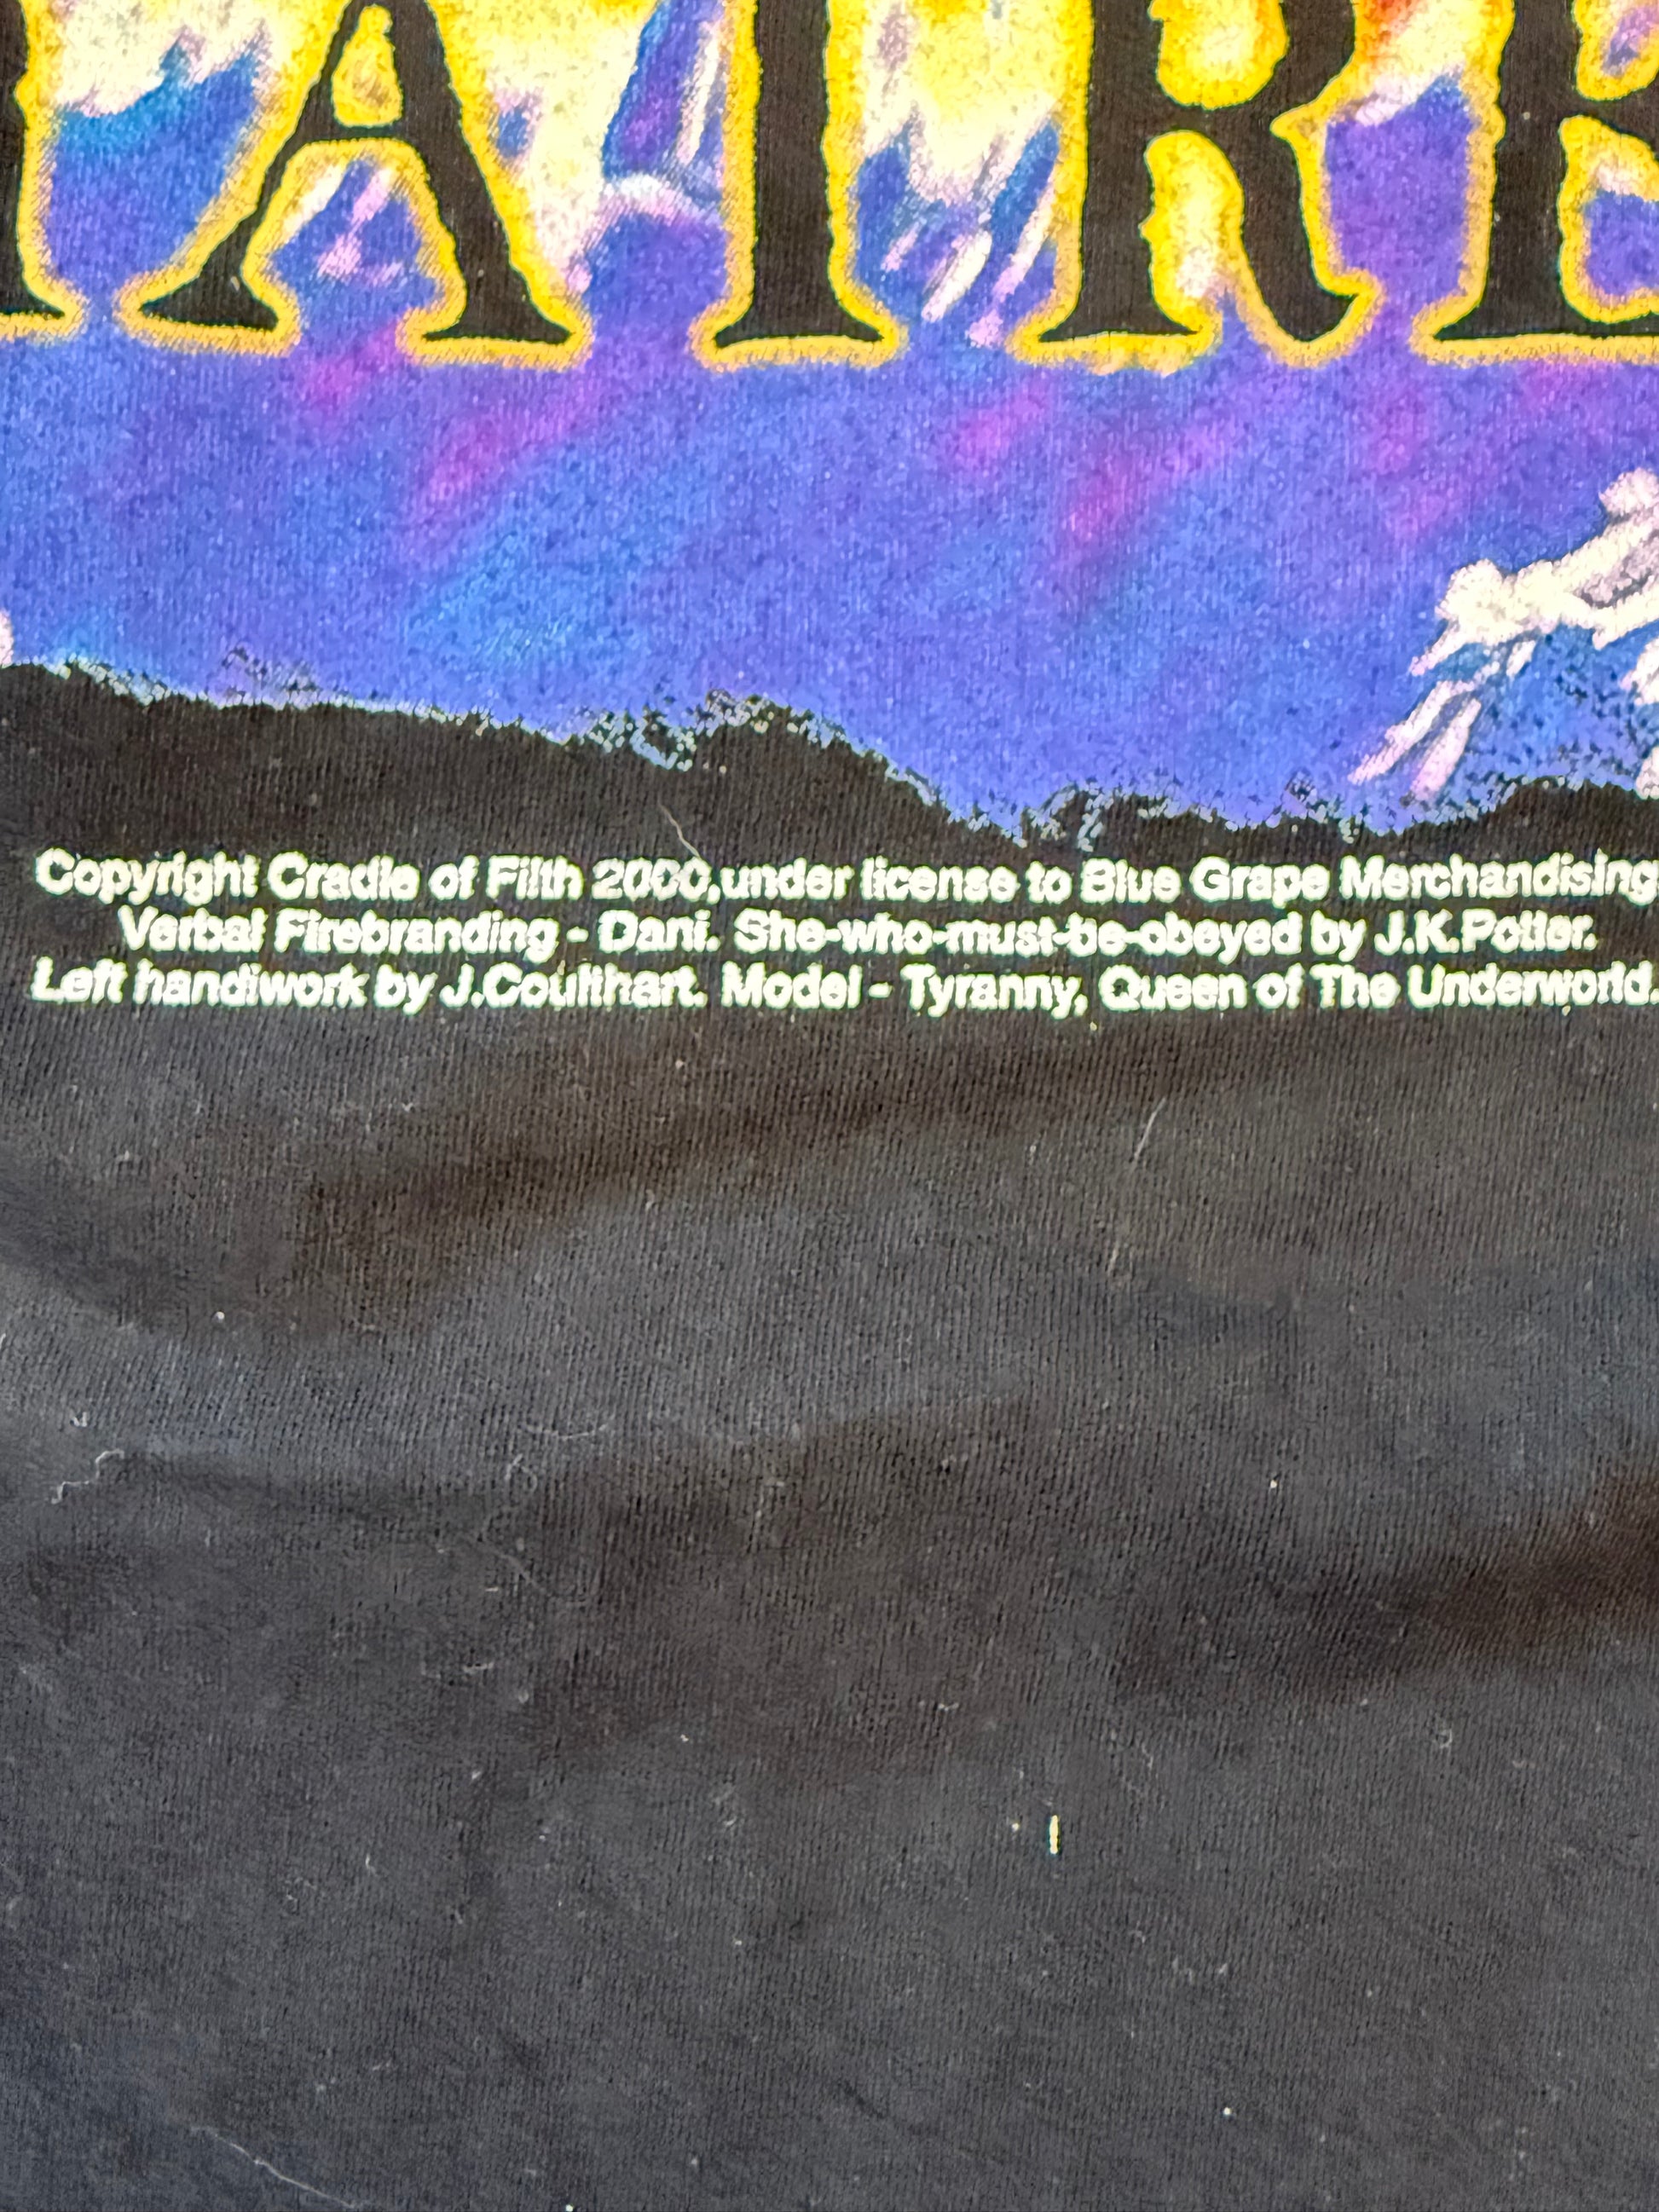 ATRE
Copyright Cradle of Filth 2000,under license to Blue Grape Merchandising
Verbal Firebranding - Dani. She-who-must-be-obeyed by J.K.Potter.
Left handiwork by J.Coulthart. Model - Tyranny, Queen of The Underworld.